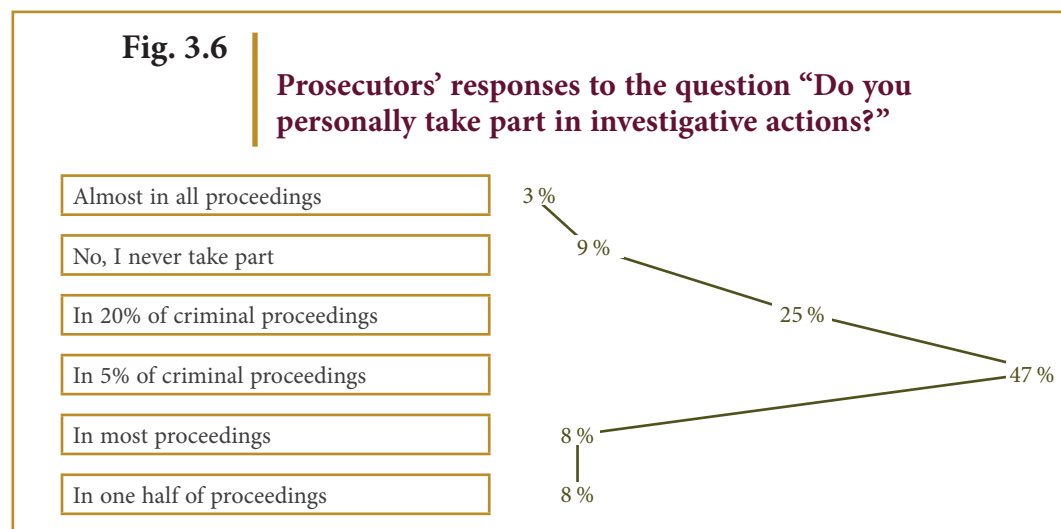 Fig. 3.6
Prosecutors’ responses to the question “Do you
personally take part in investigative actions?”
Almost in all proceedings
3 %
No, I never take part
9 %
In 20% of criminal proceedings
25 %
In 5% of criminal proceedings
47 %
In most proceedings
8 %
In one half of proceedings
8 %